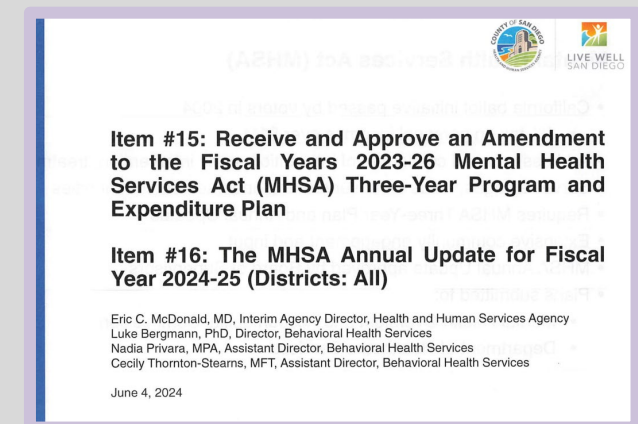 COUNTY OF SAN DIEGO
LIVE WELL
SAN DIEGO
Item #15: Receive and Approve an Amendment
to the Fiscal Years 2023-26 Mental Health
Services Act (MHSA) Three-Year Program and
Expenditure Plan
Item #16: The MHSA Annual Update for Fiscal
Year 2024-25 (Districts: All)
Eric C. McDonald, MD, Interim Agency Director, Health and Human Services Agency
Luke Bergmann, PhD, Director, Behavioral Health Services
Nadia Privara, MPA, Assistant Director, Behavioral Health Services
Cecily Thornton-Stearns, MFT, Assistant Director, Behavioral Health Services
June 4, 2024